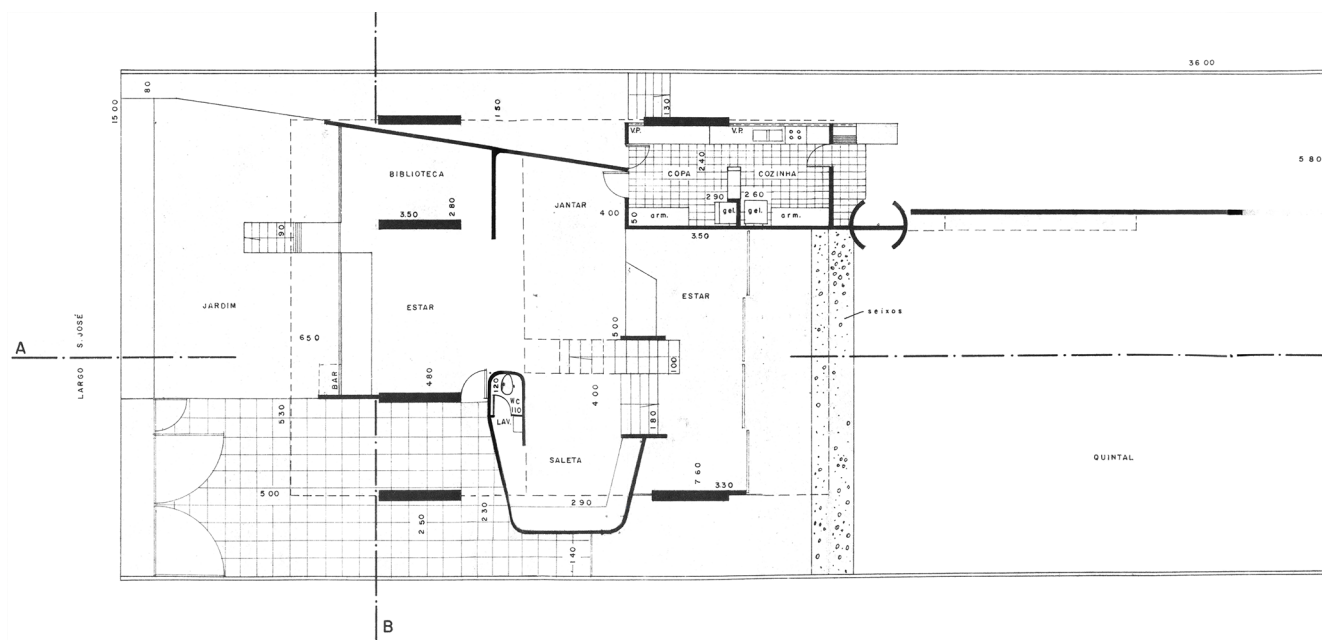 36 00
80
15 00
1 50
1 30
V.P.
V.P.
5 80
2 40
BIBLIOTECA
COPA
COZINHA
2 90
2 60
JANTAR
3.50
2 80
4 00
50
arm.
gel.
gel.
arm.
90
3.50
JARDIM
ESTAR
ESTAR
seixos
LARGO S. JOSÉ
6 50
5 00
A
BAR
4.80
1 20
WC
1 10
4 00
1 00
1 80
5 30
LAV.
SALETA
QUINTAL
7 60
3.30
5 00
2 90
2 50
2 30
1 40
B